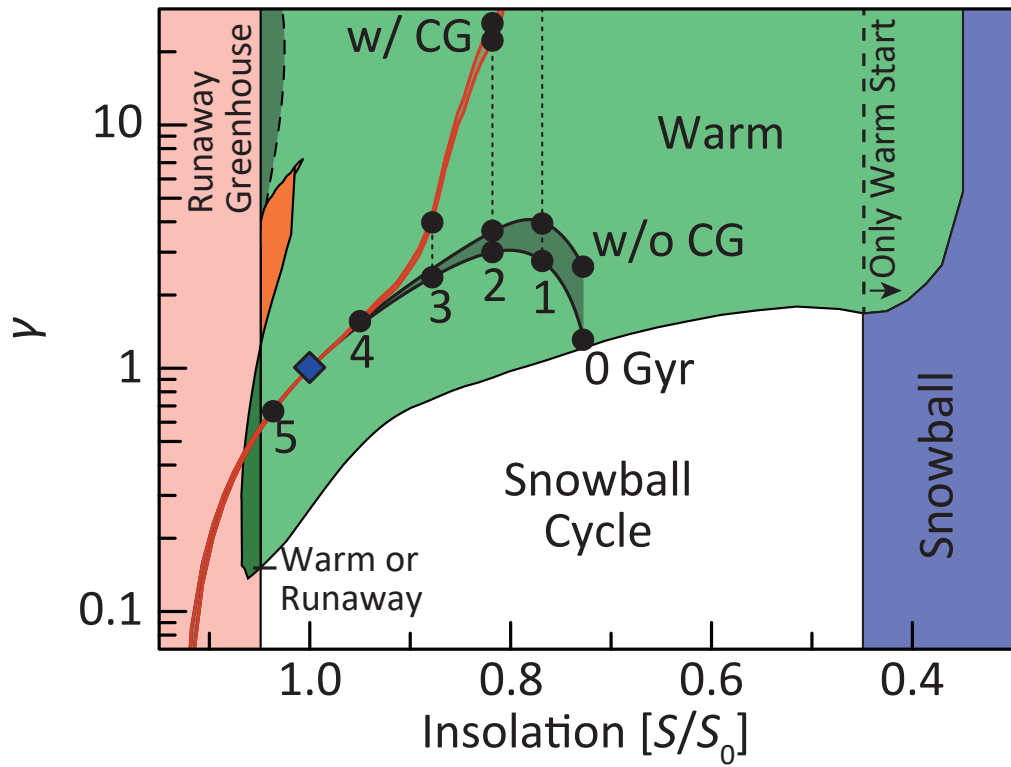 w/ CG
Runaway
Greenhouse
10
Warm
Only Warm Start
w/o CG
γ
3
2
1
4
0 Gyr
1
5
Snowball
Cycle
Snowball
Warm or
Runaway
0.1
1.0
0.8
0.6
0.4
Insolation [S/S₀]